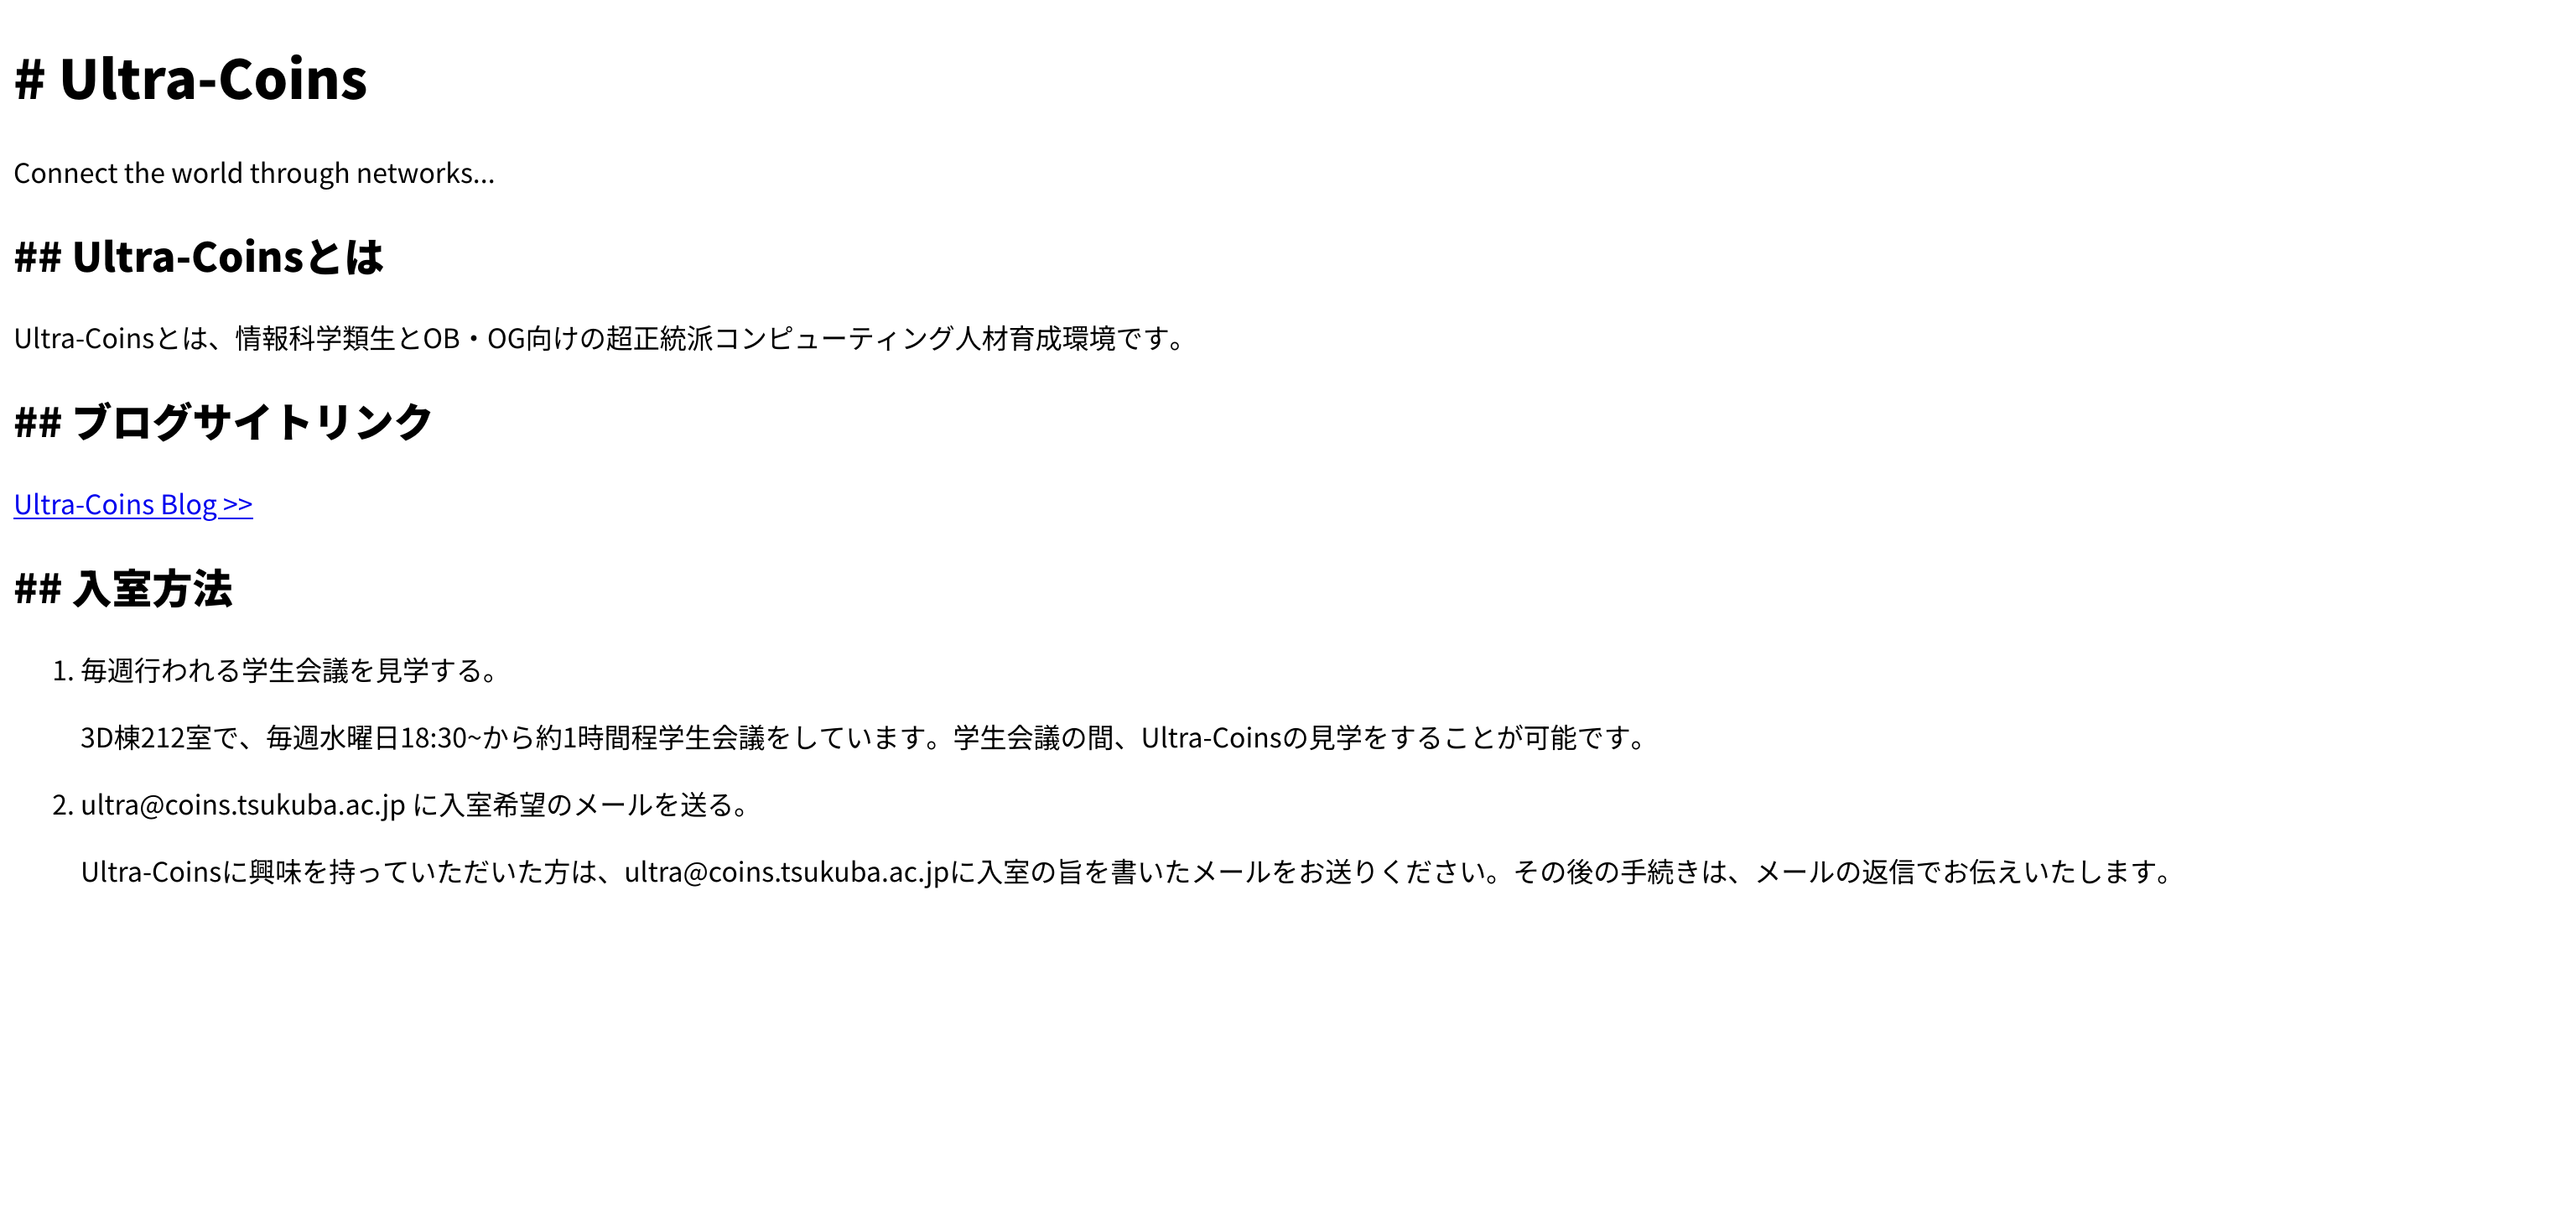 # Ultra-Coins
Connect the world through networks...
## Ultra-Coinsとは
Ultra-Coinsとは、情報科学類生とOB・OG向けの超正統派コンピューティング人材育成環境です。
## ブログサイトリンク
Ultra-Coins Blog >>
## 入室方法
1. 毎週行われる学生会議を見学する。
3D棟212室で、毎週水曜日18:30~から約1時間程学生会議をしています。学生会議の間、Ultra-Coinsの見学をすることが可能です。
2. ultra@coins.tsukuba.ac.jp に入室希望のメールを送る。
Ultra-Coinsに興味を持っていただいた方は、ultra@coins.tsukuba.ac.jpに入室の旨を書いたメールをお送りください。その後の手続きは、メールの返信でお伝えいたします。